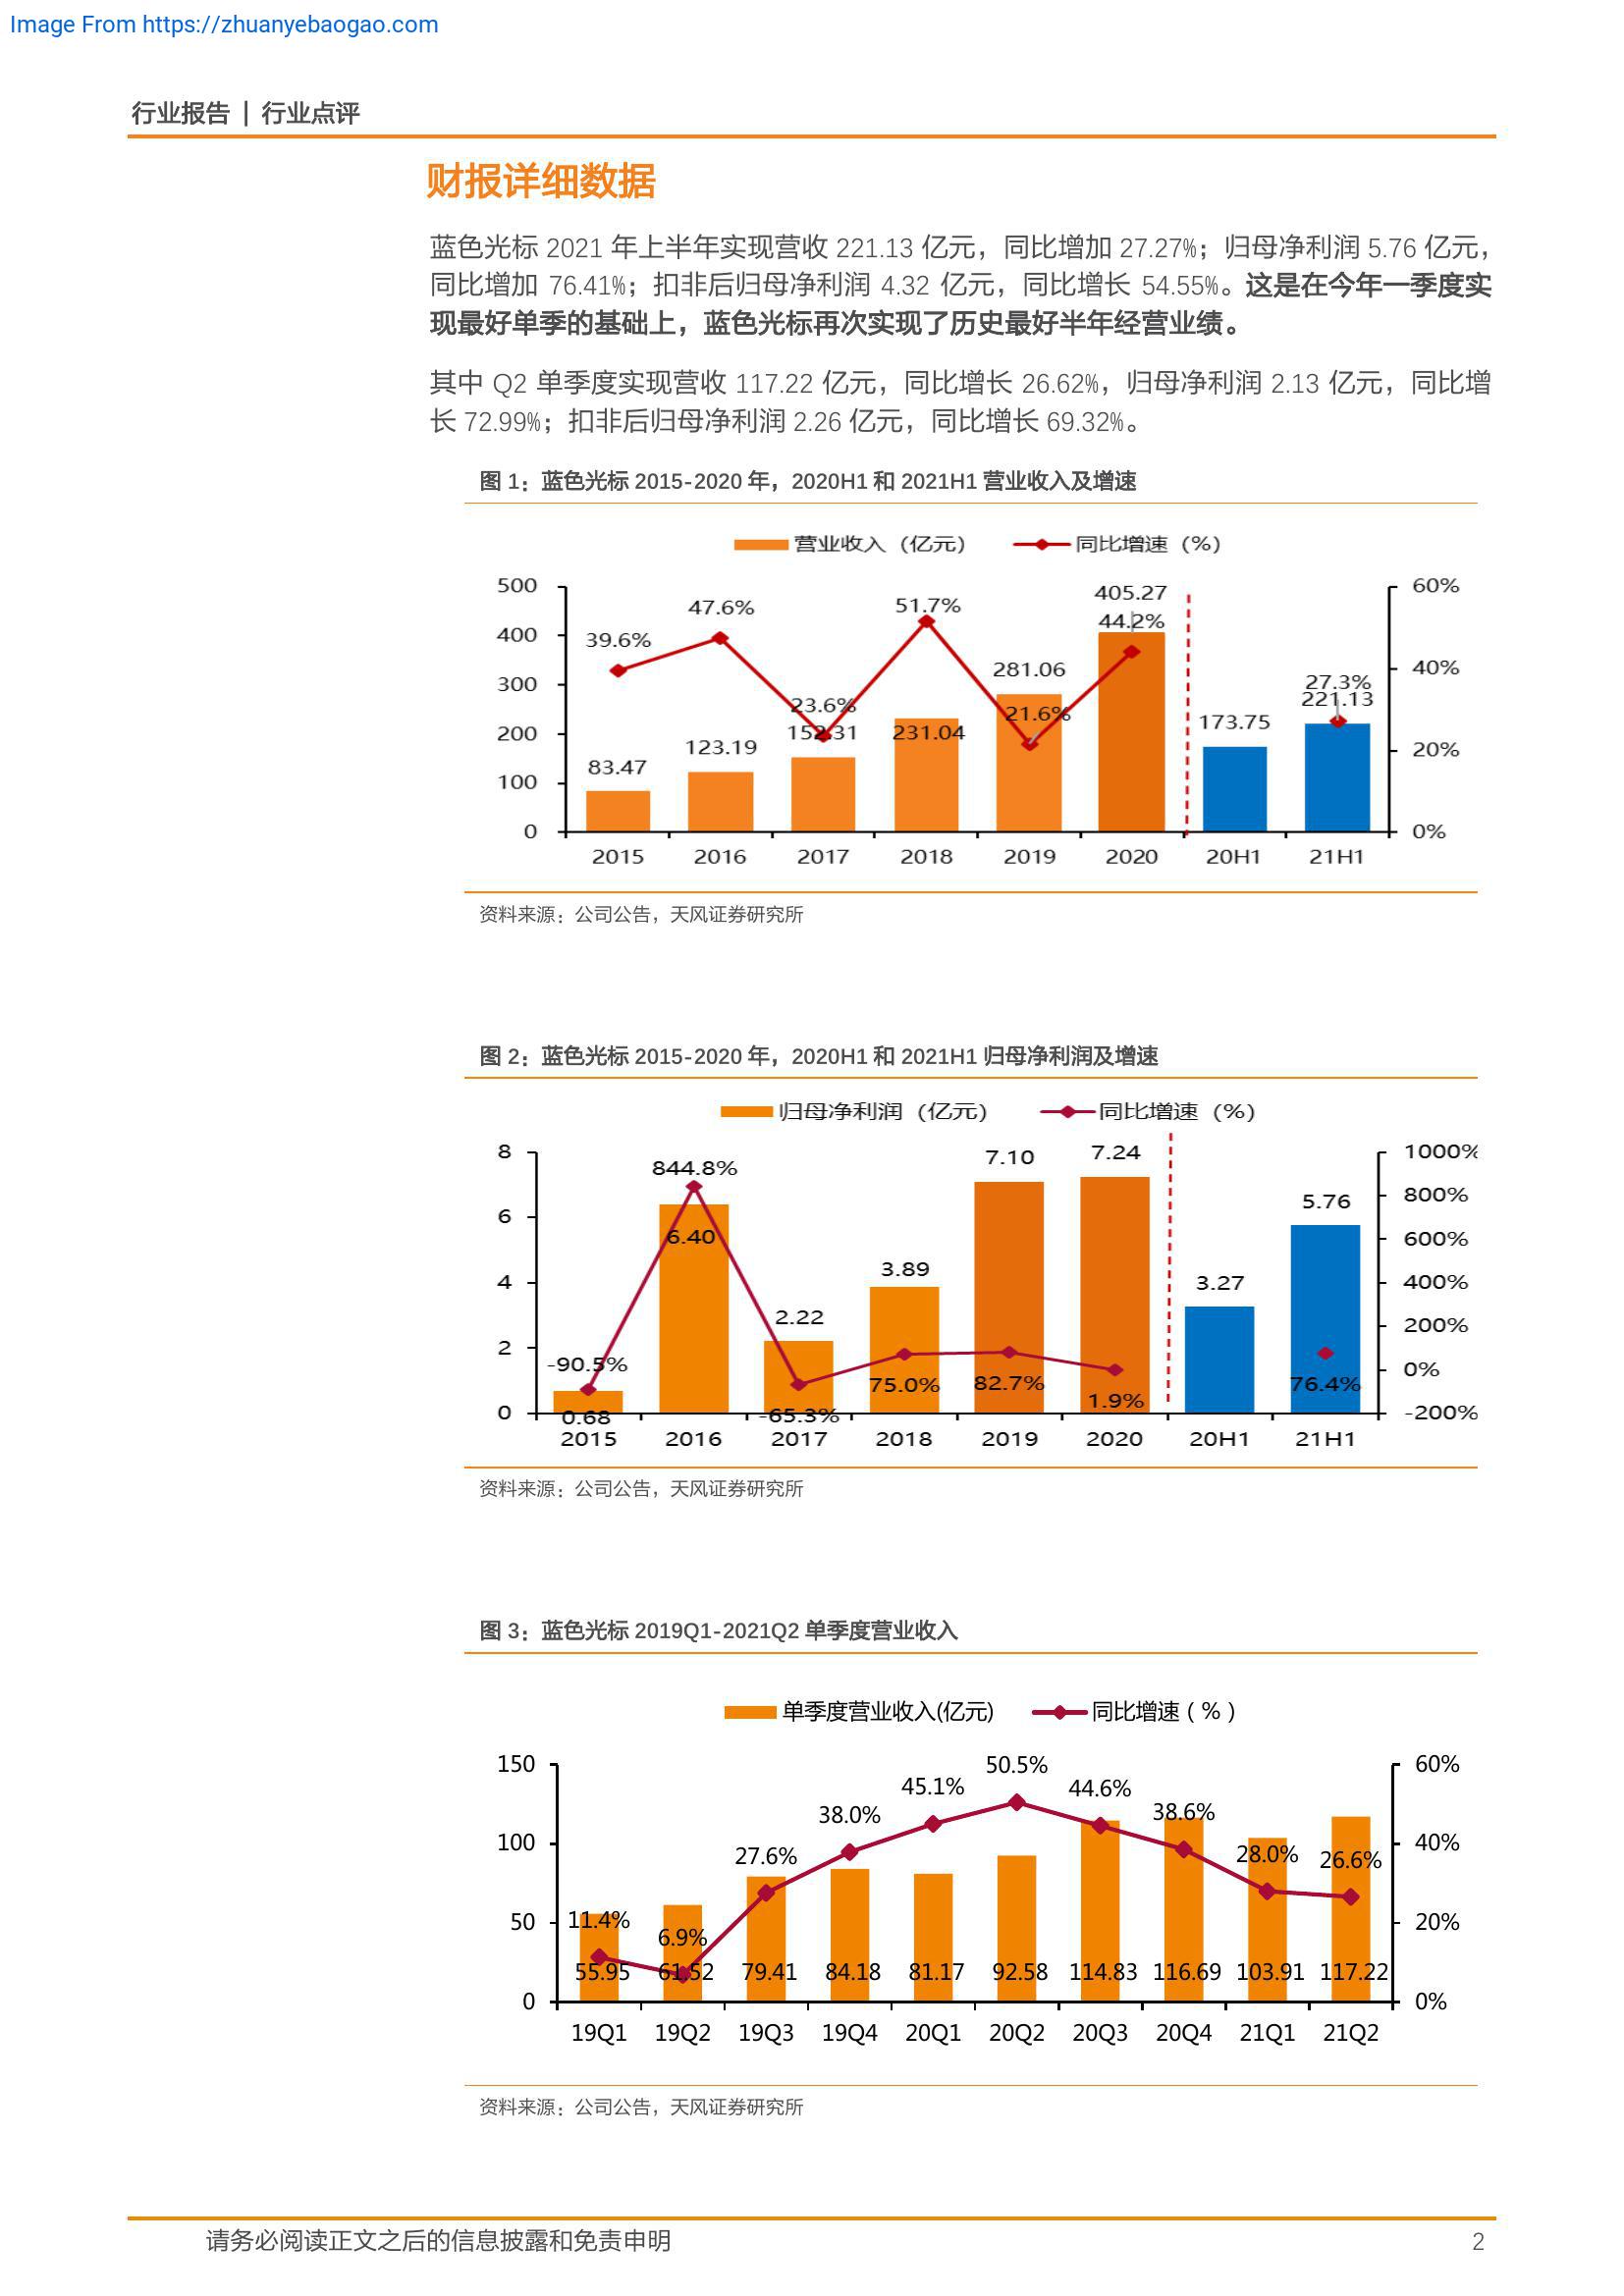 Image From https://zhuanyebaogao.com
行业报告 | 行业点评
财报详细数据
蓝色光标 2021 年上半年实现营收 221.13 亿元，同比增加 27.27%；归母净利润 5.76 亿元，
同比增加 76.41%；扣非后归母净利润 4.32 亿元，同比增长 54.55%。这是在今年一季度实
现最好单季的基础上，蓝色光标再次实现了历史最好半年经营业绩。
其中 Q2 单季度实现营收 117.22 亿元，同比增长 26.62%，归母净利润 2.13 亿元，同比增
长 72.99%；扣非后归母净利润 2.26 亿元，同比增长 69.32%。
图 1：蓝色光标 2015-2020 年，2020H1 和 2021H1 营业收入及增速
营业收入（亿元） 同比增速（%）
500 405.27 60%
47.6% 51.7%
400 39.6% 44.2%
281.06 40%
300 27.3%
23.6% 21.6% 221.13
200 152.31 231.04 173.75 20%
123.19
100 83.47
0 0%
2015 2016 2017 2018 2019 2020 20H1 21H1
资料来源：公司公告，天风证券研究所
图 2：蓝色光标 2015-2020 年，2020H1 和 2021H1 归母净利润及增速
归母净利润（亿元） 同比增速（%）
8 7.10 7.24 1000%
844.8%
800%
5.76
6 6.40 600%
3.89
4 3.27 400%
2.22 200%
2
-90.5% 0%
75.0% 82.7% 1.9% 76.4%
0 0.68 -65.3% -200%
2015 2016 2017 2018 2019 2020 20H1 21H1
资料来源：公司公告，天风证券研究所
图 3：蓝色光标 2019Q1-2021Q2 单季度营业收入
单季度营业收入(亿元) 同比增速（%）
150 50.5% 60%
45.1% 44.6%
38.0% 38.6%
100 40%
27.6% 28.0% 26.6%
50 11.4% 20%
6.9%
55.95 61.52 79.41 84.18 81.17 92.58 114.83 116.69 103.91 117.22
0 0%
19Q1 19Q2 19Q3 19Q4 20Q1 20Q2 20Q3 20Q4 21Q1 21Q2
资料来源：公司公告，天风证券研究所
请务必阅读正文之后的信息披露和免责申明 2